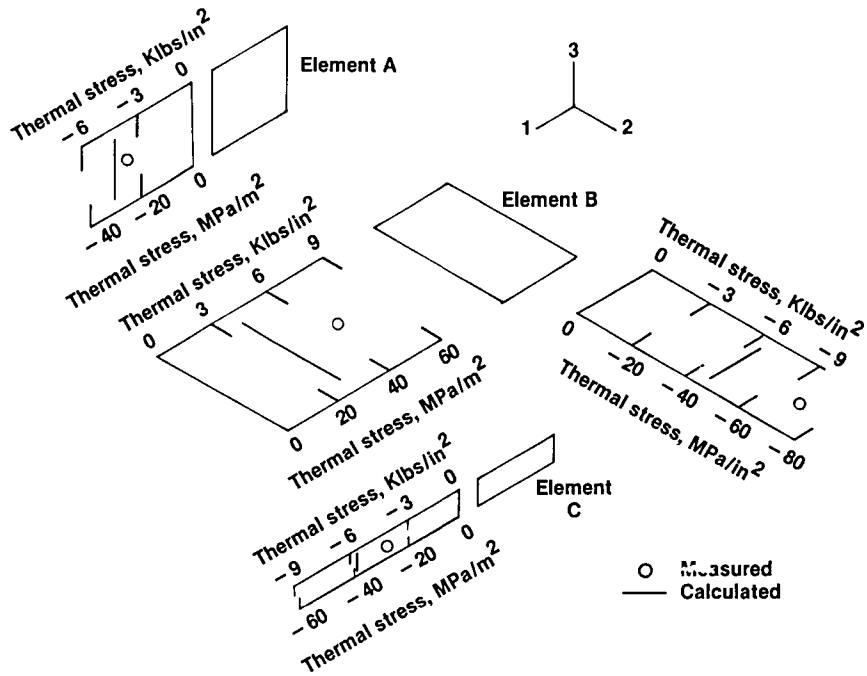 Thermal stress, Klbs/in²
− 6 − 3 0
Element A
− 40 − 20 0
Thermal stress, MPa/m²
3
1 2
Element B
Thermal stress, Klbs/in²
0 3 6 9
0 20 40 60
Thermal stress, MPa/m²
Thermal stress, Klbs/in²
0 − 3 − 6 − 9
0 − 20 − 40 − 60 − 80
Thermal stress, MPa/in²
Thermal stress, Klbs/in²
− 9 − 6 − 3 0
Element
C
− 60 − 40 − 20 0
Thermal stress, MPa/m²
Measured
Calculated